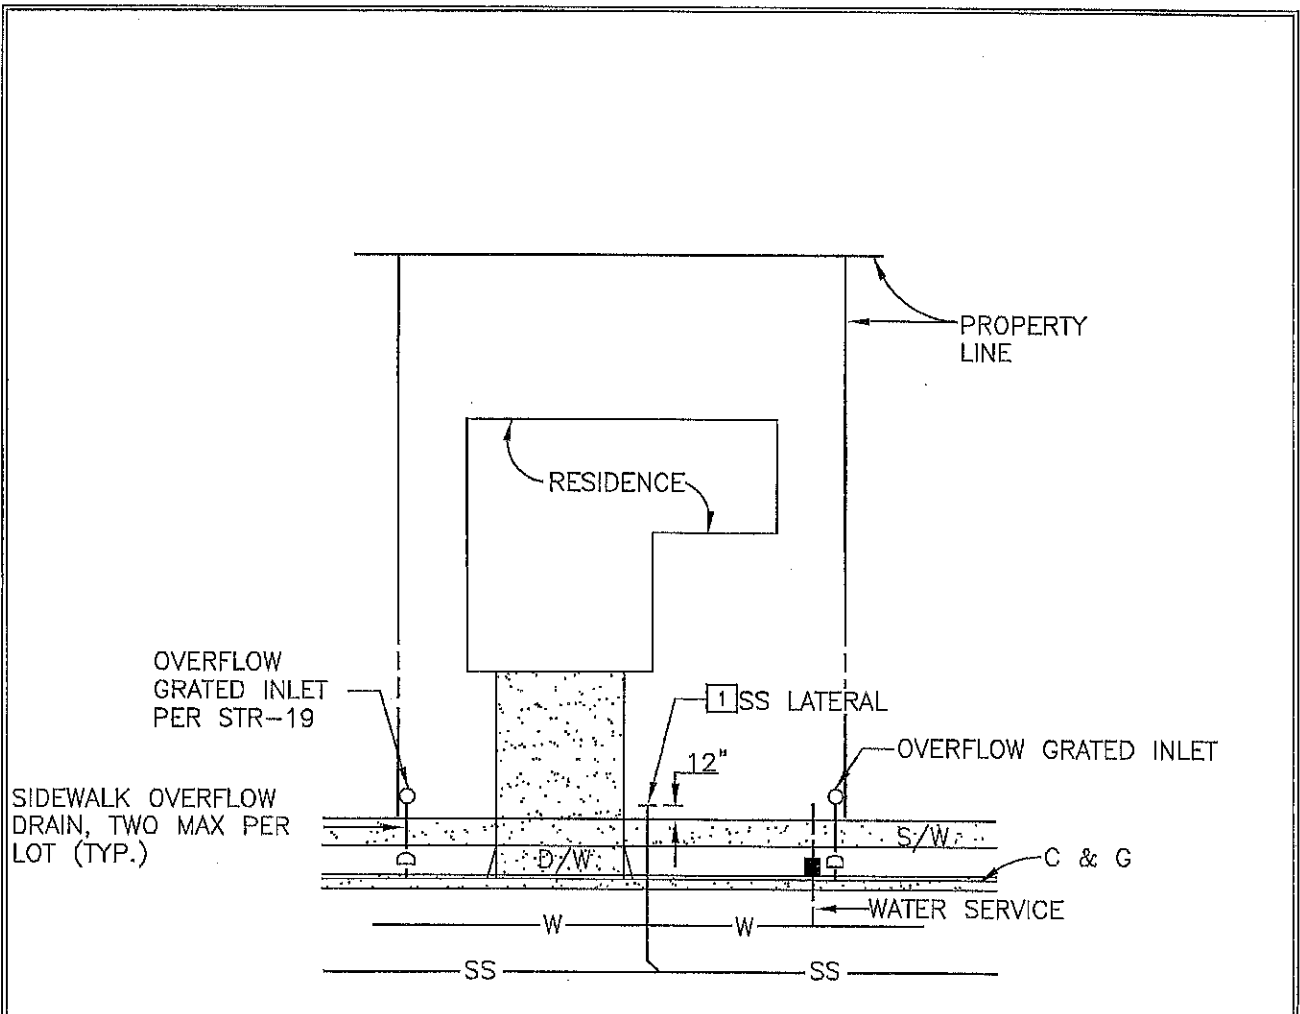 PROPERTY
LINE
RESIDENCE
OVERFLOW
GRATED INLET
PER STR-19
1 SS LATERAL
12"
OVERFLOW GRATED INLET
SIDEWALK OVERFLOW
DRAIN, TWO MAX PER
LOT (TYP.)
S/W
D
D/W
D
C & G
WATER SERVICE
W
W
SS
SS